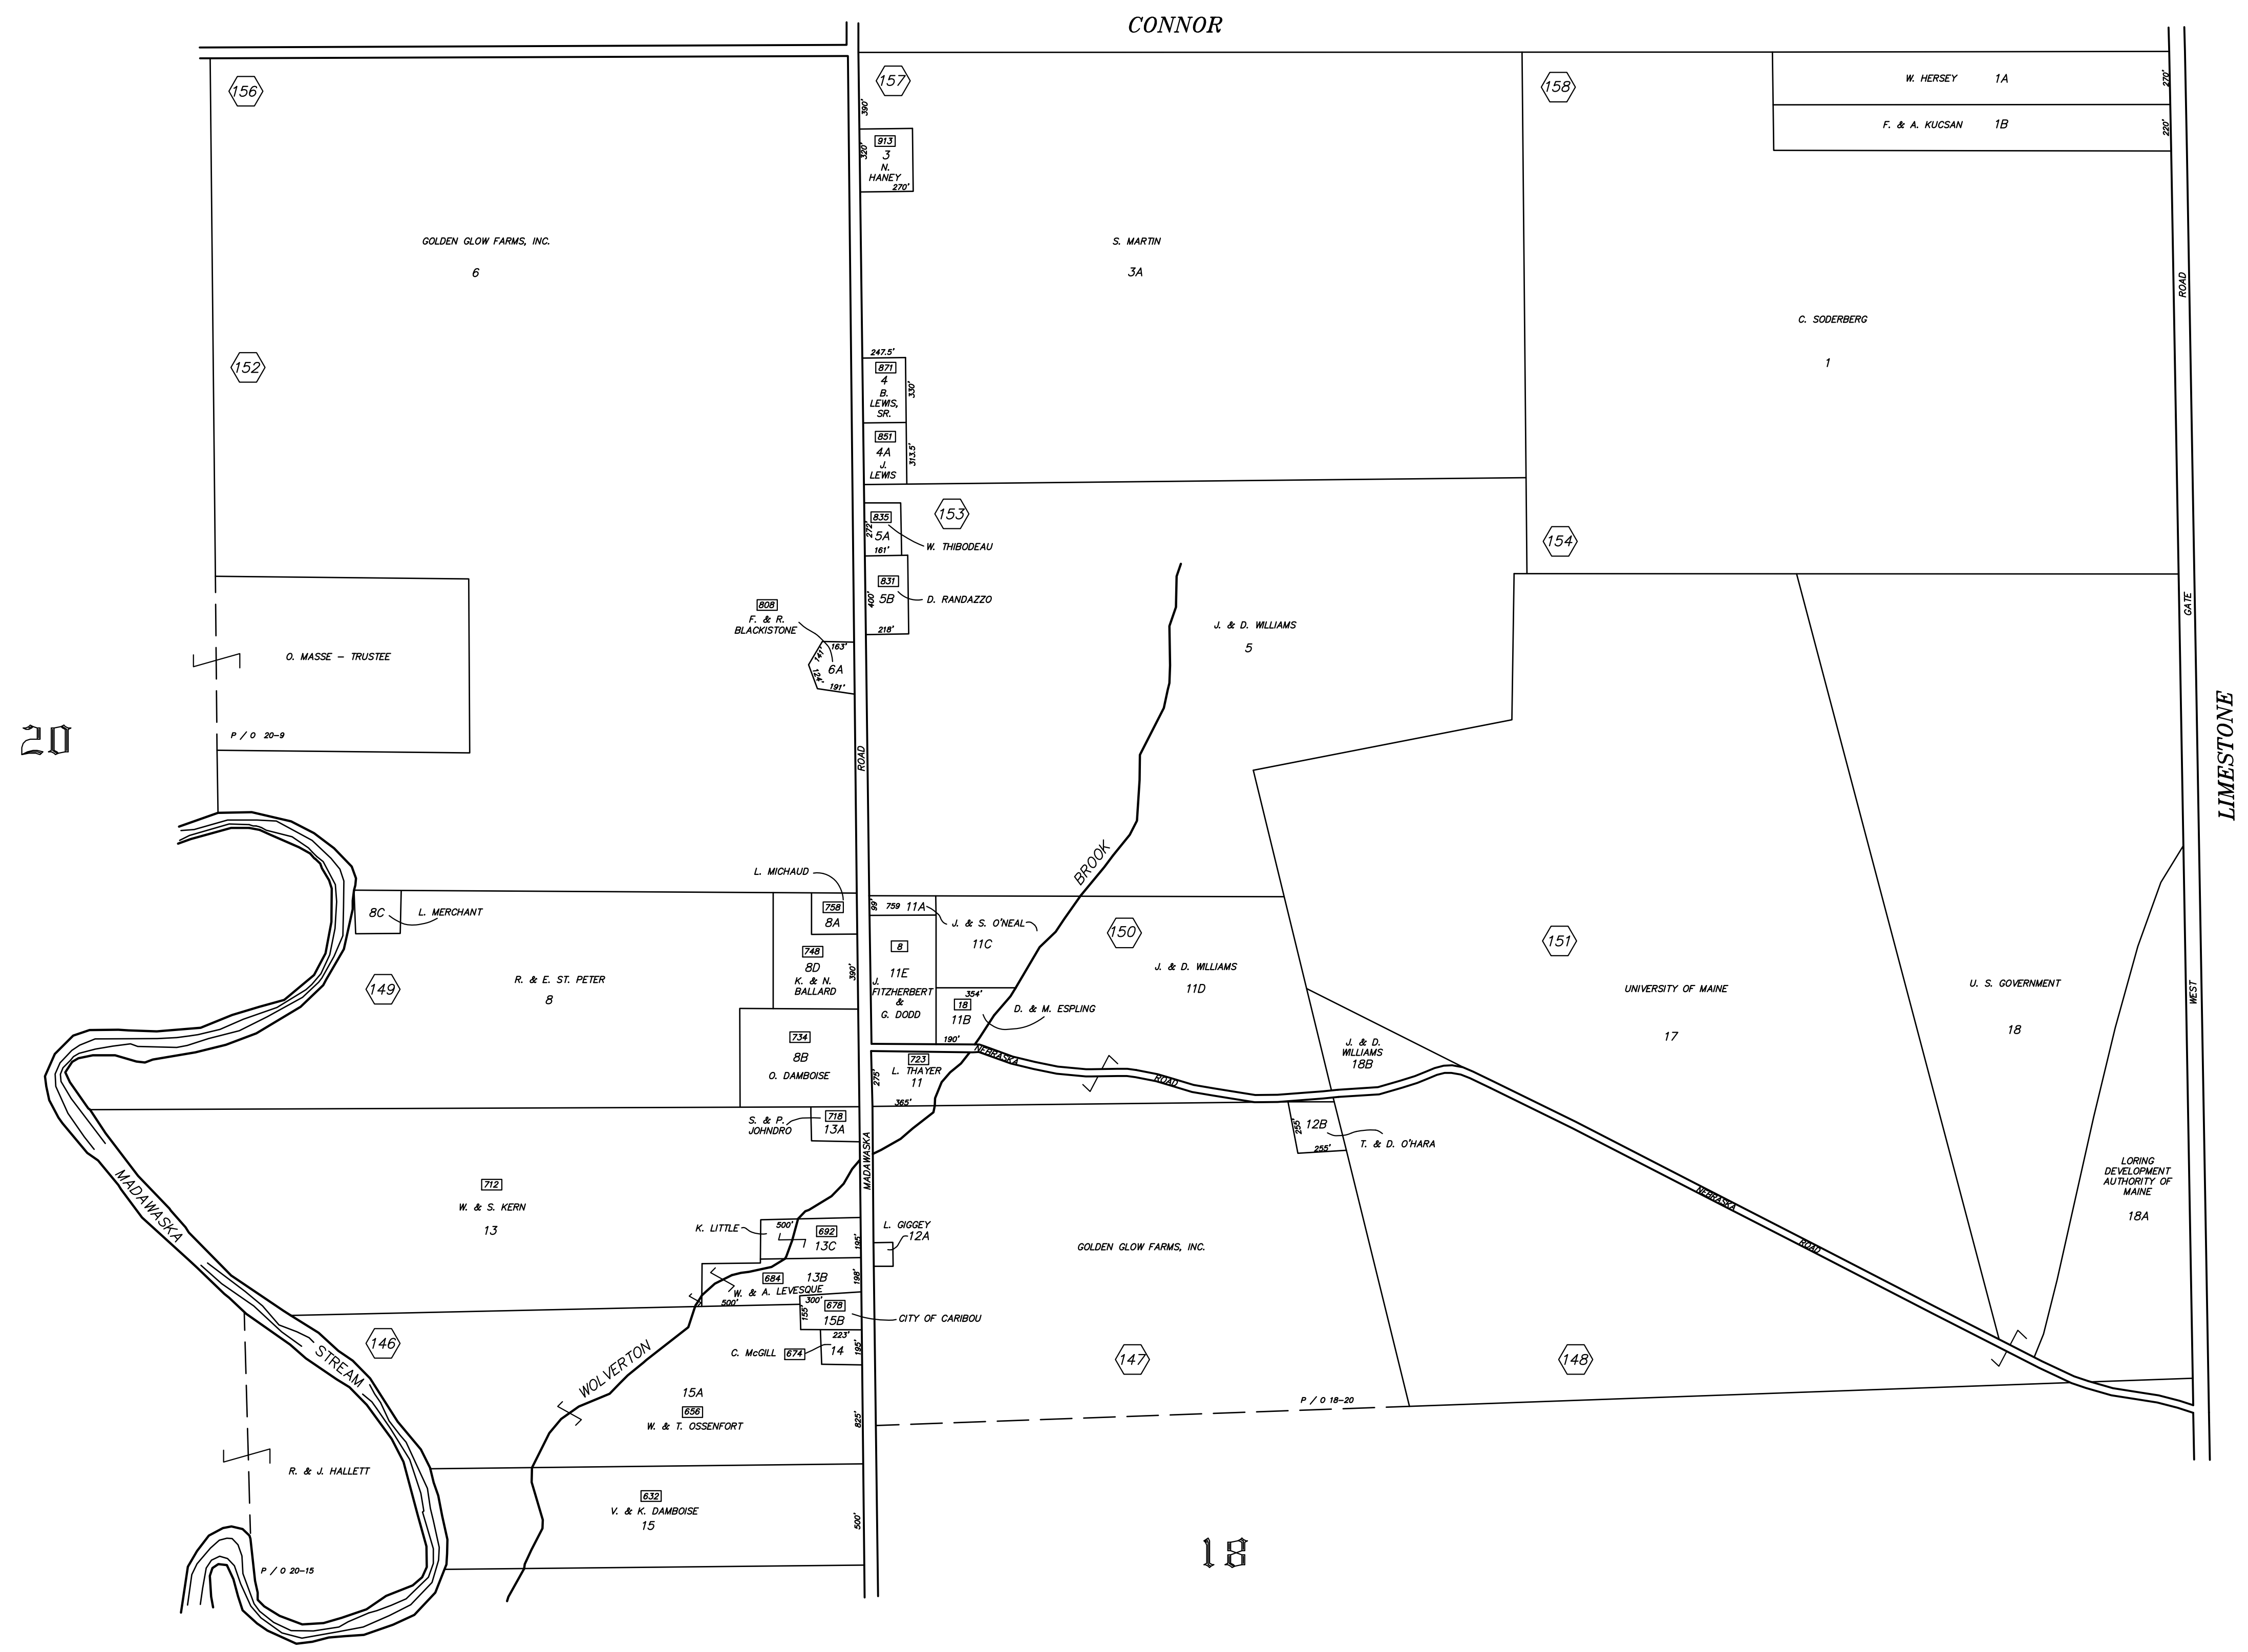 CONNOR
156
157
158
W. HERSEY 1A
270'
F. & A. KUCSAN 1B
220'
390'
913
320'
3
N.
HANEY
270'
GOLDEN GLOW FARMS, INC.
6
S. MARTIN
3A
ROAD
C. SODERBERG
1
152
247.5'
871
4
330'
B.
LEWIS,
SR.
851
4A
313.5'
J.
LEWIS
153
835
272'
5A
161'
W. THIBODEAU
154
831
400'
5B
D. RANDAZZO
218'
808
F. & R.
BLACKISTONE
163'
141'
6A
124'
191'
J. & D. WILLIAMS
5
GATE
O. MASSE - TRUSTEE
P / O 20-9
20
ROAD
LIMESTONE
BROOK
L. MICHAUD
758
8A
99'
759 11A
J. & S. O'NEAL
11C
8C
L. MERCHANT
150
151
748
8D
K. & N.
BALLARD
390'
8
11E
J.
FITZHERBERT
&
G. DODD
149
R. & E. ST. PETER
8
J. & D. WILLIAMS
11D
UNIVERSITY OF MAINE
17
U. S. GOVERNMENT
18
WEST
354'
18
11B
D. & M. ESPLING
190'
734
8B
O. DAMBOISE
NEBRASKA
ROAD
723
L. THAYER
11
275'
365'
J. & D.
WILLIAMS
18B
S. & P.
JOHNDRO
718
13A
MADAWASKA
255'
12B
255'
T. & D. O'HARA
LORING
DEVELOPMENT
AUTHORITY OF
MAINE
18A
MADAWASKA
712
W. & S. KERN
13
NEBRASKA
ROAD
K. LITTLE
500'
692
13C
195'
L. GIGGEY
12A
GOLDEN GLOW FARMS, INC.
684
13B
198'
W. & A. LEVESQUE
500'
300'
678
155'
15B
CITY OF CARIBOU
223'
C. McGILL
674
14
195'
146
STREAM
WOLVERTON
147
148
15A
656
W. & T. OSSENFORT
825'
P / O 18-20
R. & J. HALLETT
632
V. & K. DAMBOISE
15
500'
P / O 20-15
18